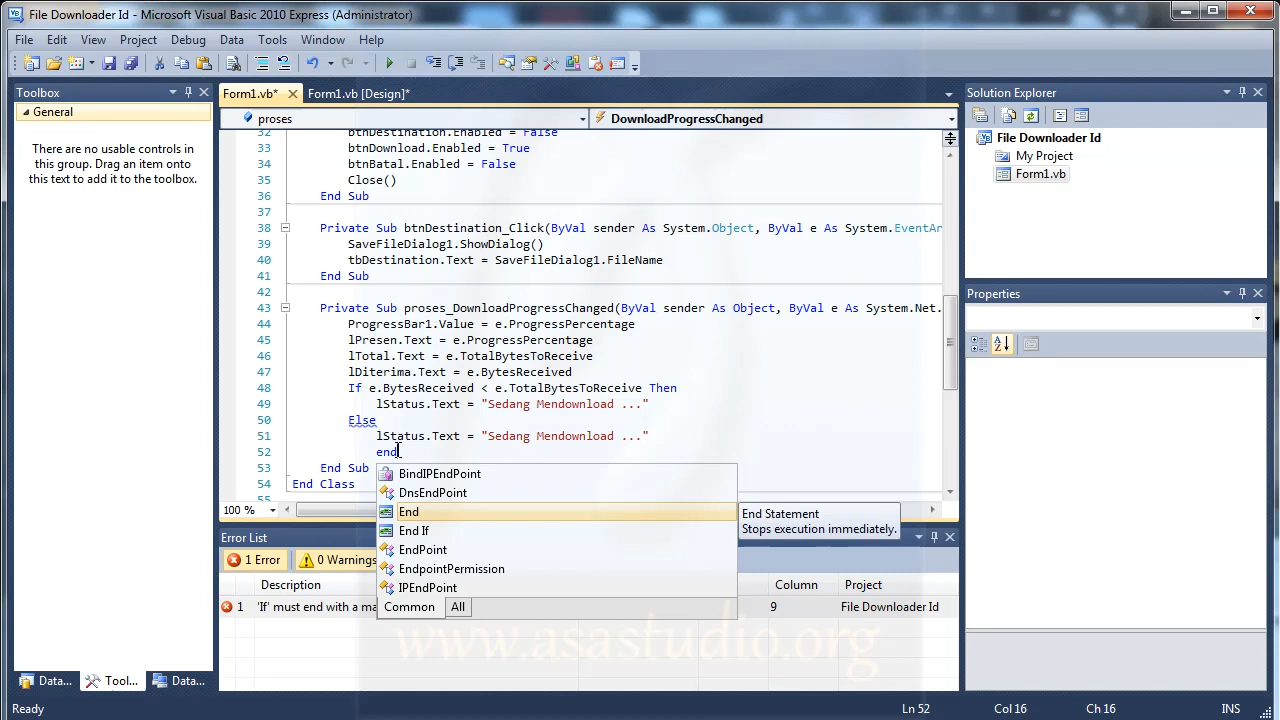 File Downloader Id - Microsoft Visual Basic 2010 Express (Administrator)
File Edit View Project Debug Data Tools Window Help
Toolbox
General
There are no usable controls in
this group. Drag an item onto
this text to add it to the toolbox.
Data... Tool... Data...
Form1.vb* Form1.vb [Design]*
proses DownloadProgressChanged
32 btnDestination.Enabled = False
33 btnDownload.Enabled = True
34 btnBatal.Enabled = False
35 Close()
36 End Sub
37
38 Private Sub btnDestination_Click(ByVal sender As System.Object, ByVal e As System.EventAr
39 SaveFileDialog1.ShowDialog()
40 tbDestination.Text = SaveFileDialog1.FileName
41 End Sub
42
43 Private Sub proses_DownloadProgressChanged(ByVal sender As Object, ByVal e As System.Net.
44 ProgressBar1.Value = e.ProgressPercentage
45 lPresen.Text = e.ProgressPercentage
46 lTotal.Text = e.TotalBytesToReceive
47 lDiterima.Text = e.BytesReceived
48 If e.BytesReceived < e.TotalBytesToReceive Then
49 lStatus.Text = "Sedang Mendownload ..."
50 Else
51 lStatus.Text = "Sedang Mendownload ..."
52 end
53 End Sub
54 End Class
55
100 %
BindIPEndPoint
DnsEndPoint
End
End If
EndPoint
EndpointPermission
IPEndPoint
Common All
End Statement
Stops execution immediately.
Error List
1 Error 0 Warnings
Description Column Project
1 'If' must end with a ma 9 File Downloader Id
www.asastudio.org
Solution Explorer
File Downloader Id
My Project
Form1.vb
Properties
Ready Ln 52 Col 16 Ch 16 INS